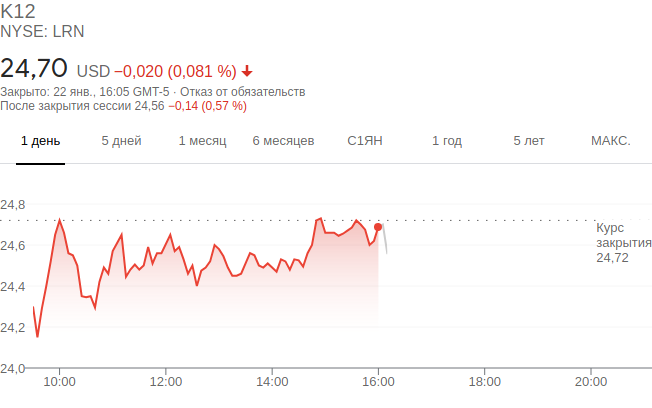 K12
NYSE: LRN
24,70 USD −0,020 (0,081 %)
Закрыто: 22 янв., 16:05 GMT-5 · Отказ от обязательств
После закрытия сессии 24,56 −0,14 (0,57 %)
1 день 5 дней 1 месяц 6 месяцев С1ЯН 1 год 5 лет МАКС.
24,8
24,6
24,4
24,2
24,0
Курс
закрытия
24,72
10:00 12:00 14:00 16:00 18:00 20:00